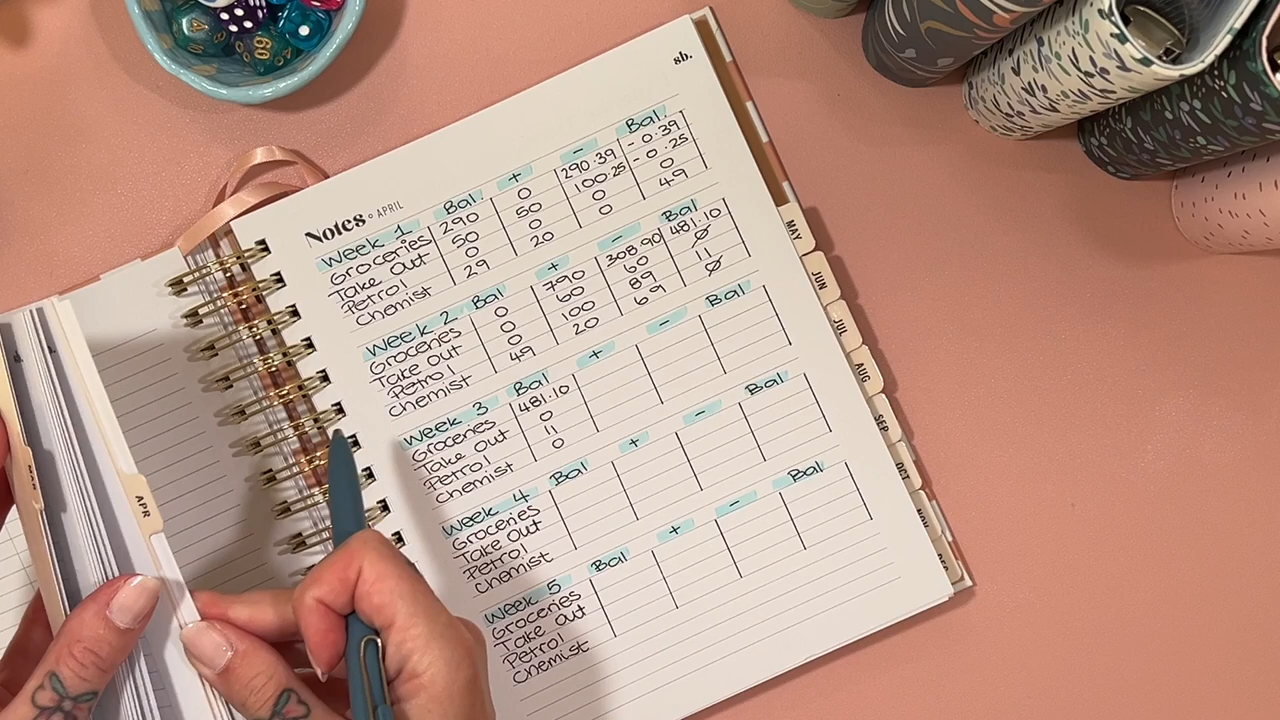 sb.
Notes • APRIL
Week 1 Bal. + - Bal.
Groceries 290 0 290.39 - 0.39
Take Out 50 50 100.25 - 0.25
Petrol 0 0 0 0
Chemist 29 20 0 49
Week 2 Bal + - Bal
Groceries 0 790 308.90 481.10
Take Out 0 60 60 Ø
Petrol 0 100 89 11
Chemist 49 20 69 Ø
Week 3 Bal + - Bal
Groceries 481.10
Take Out 0
Petrol 11
Chemist 0
Week 4 Bal + - Bal
Groceries
Take Out
Petrol
Chemist
Week 5 Bal + - Bal
Groceries
Take Out
Petrol
Chemist
APR
MAY
JUN
JUL
AUG
SEP
OCT
NOV
DEC